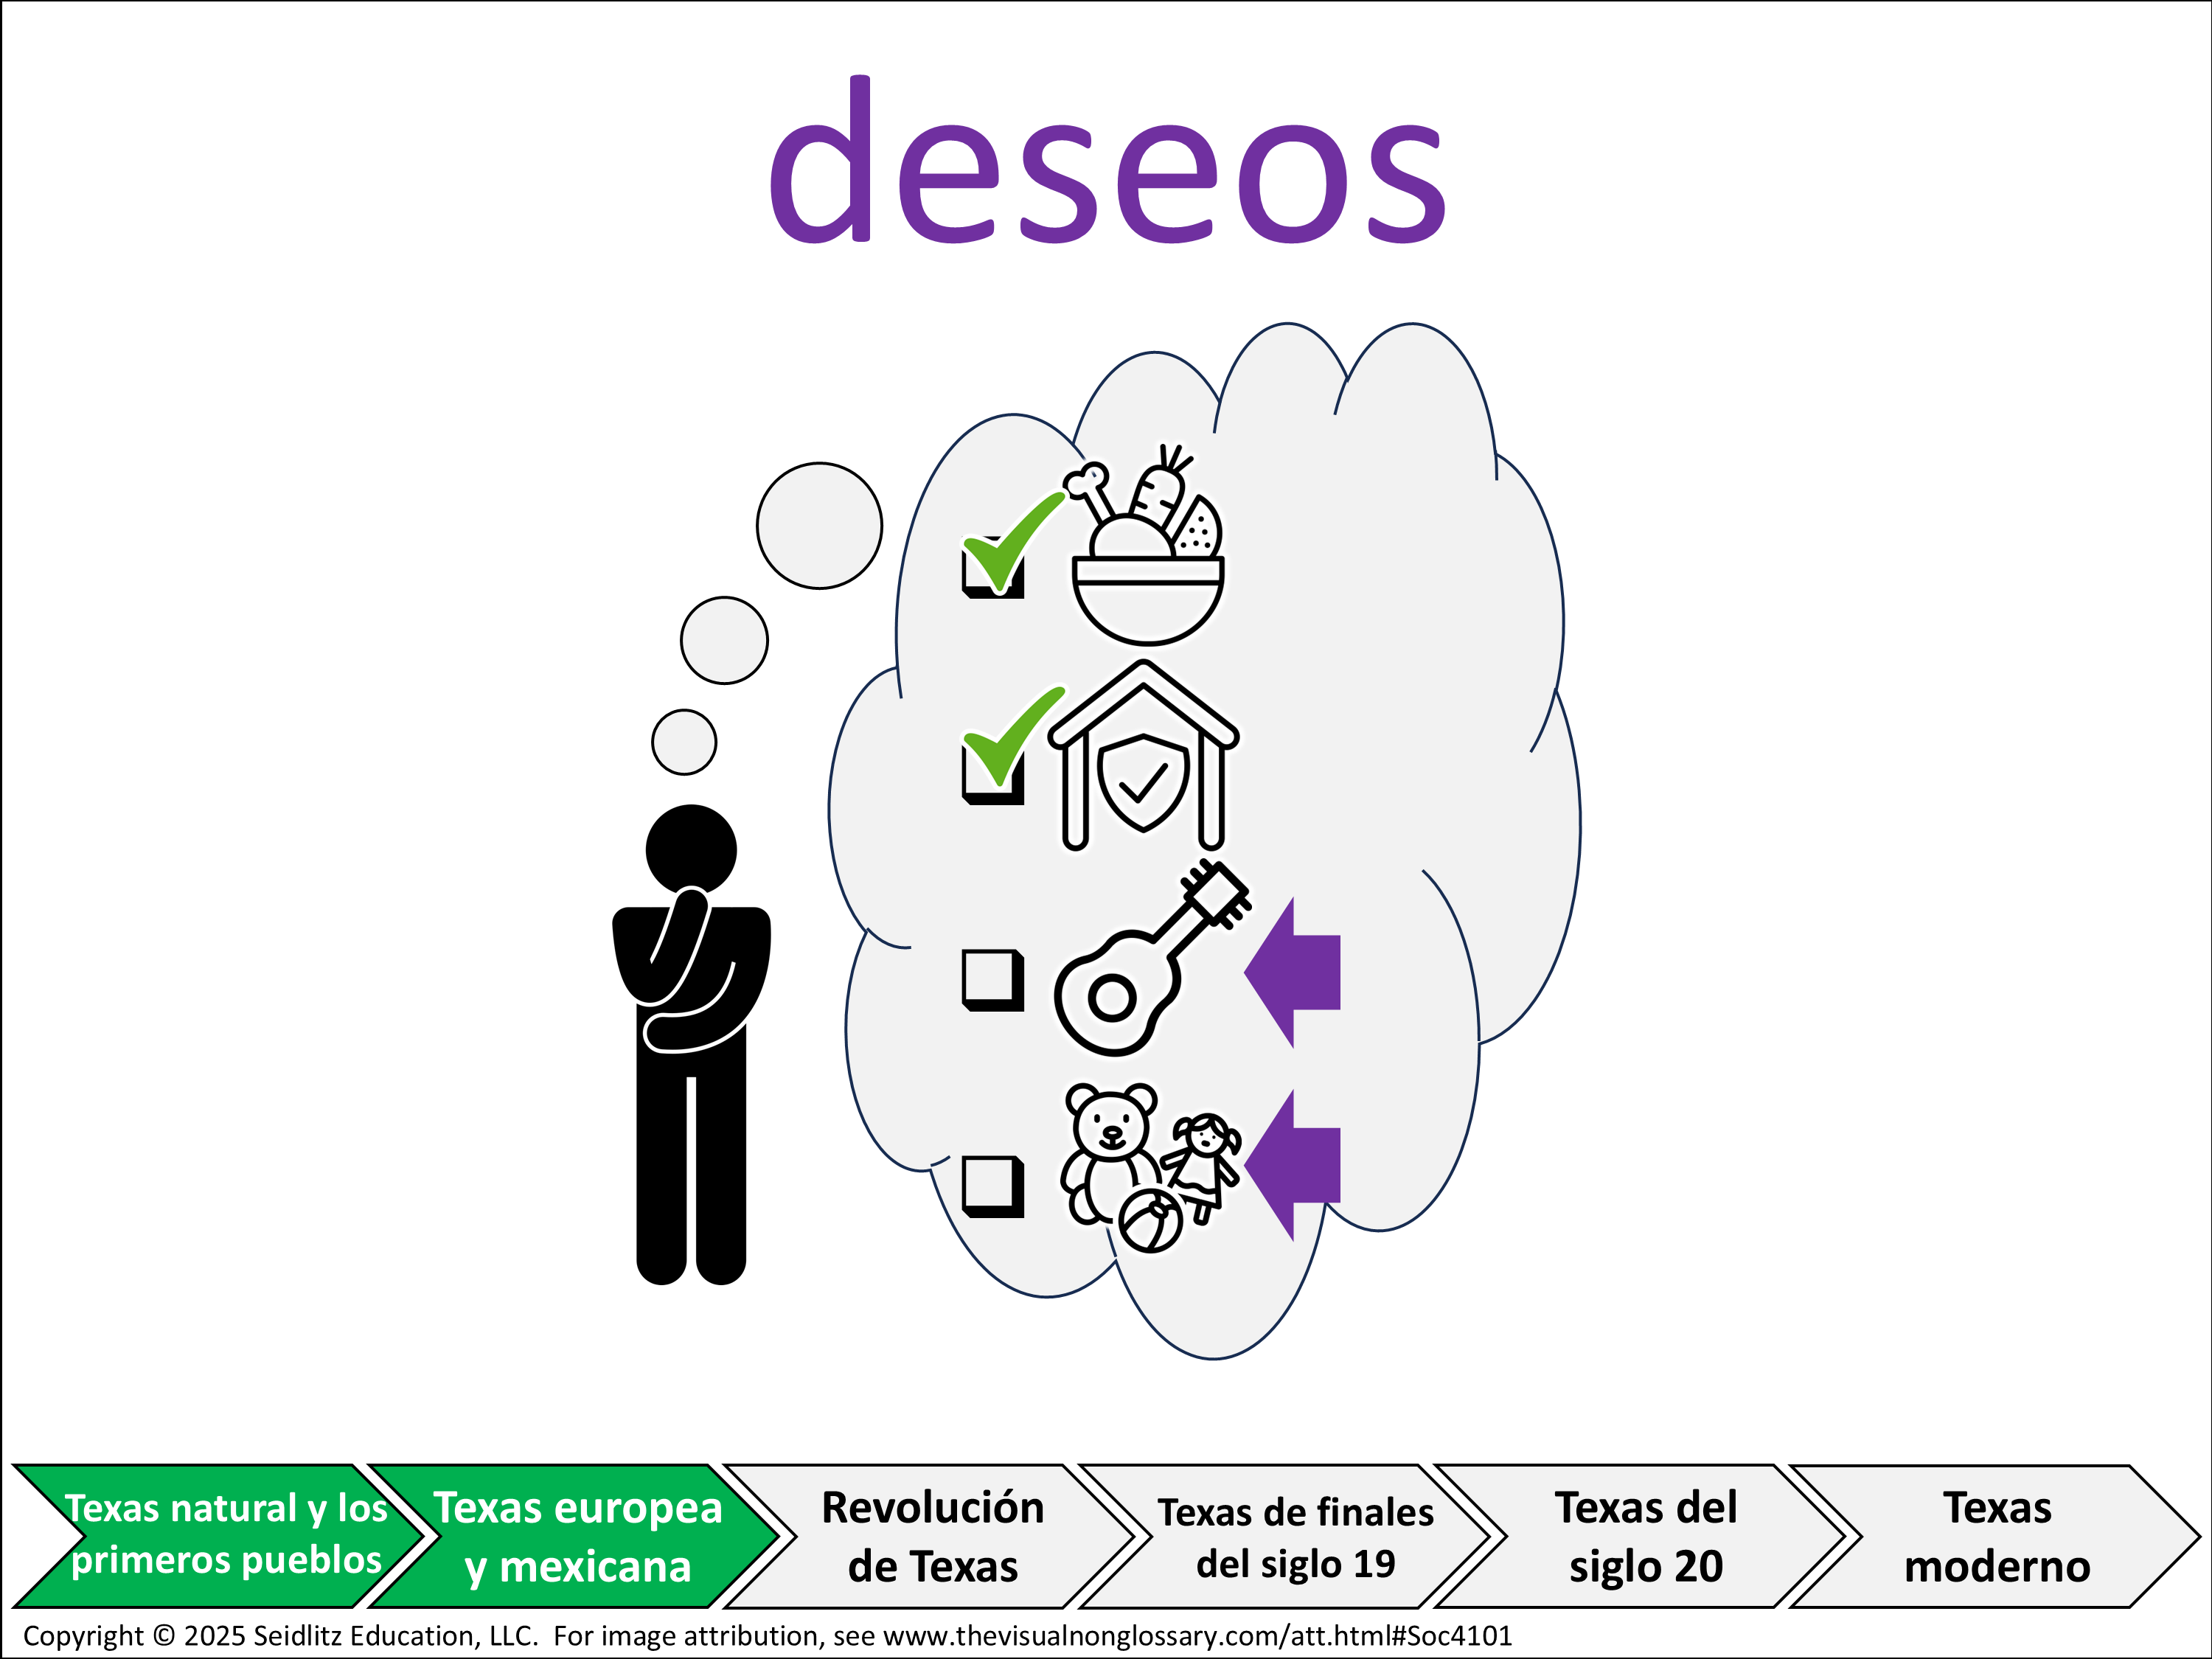 deseos
Texas natural y los
primeros pueblos
Texas europea
y mexicana
Revolución
de Texas
Texas de finales
del siglo 19
Texas del
siglo 20
Texas
moderno
Copyright © 2025 Seidlitz Education, LLC.  For image attribution, see www.thevisualnonglossary.com/att.html#Soc4101